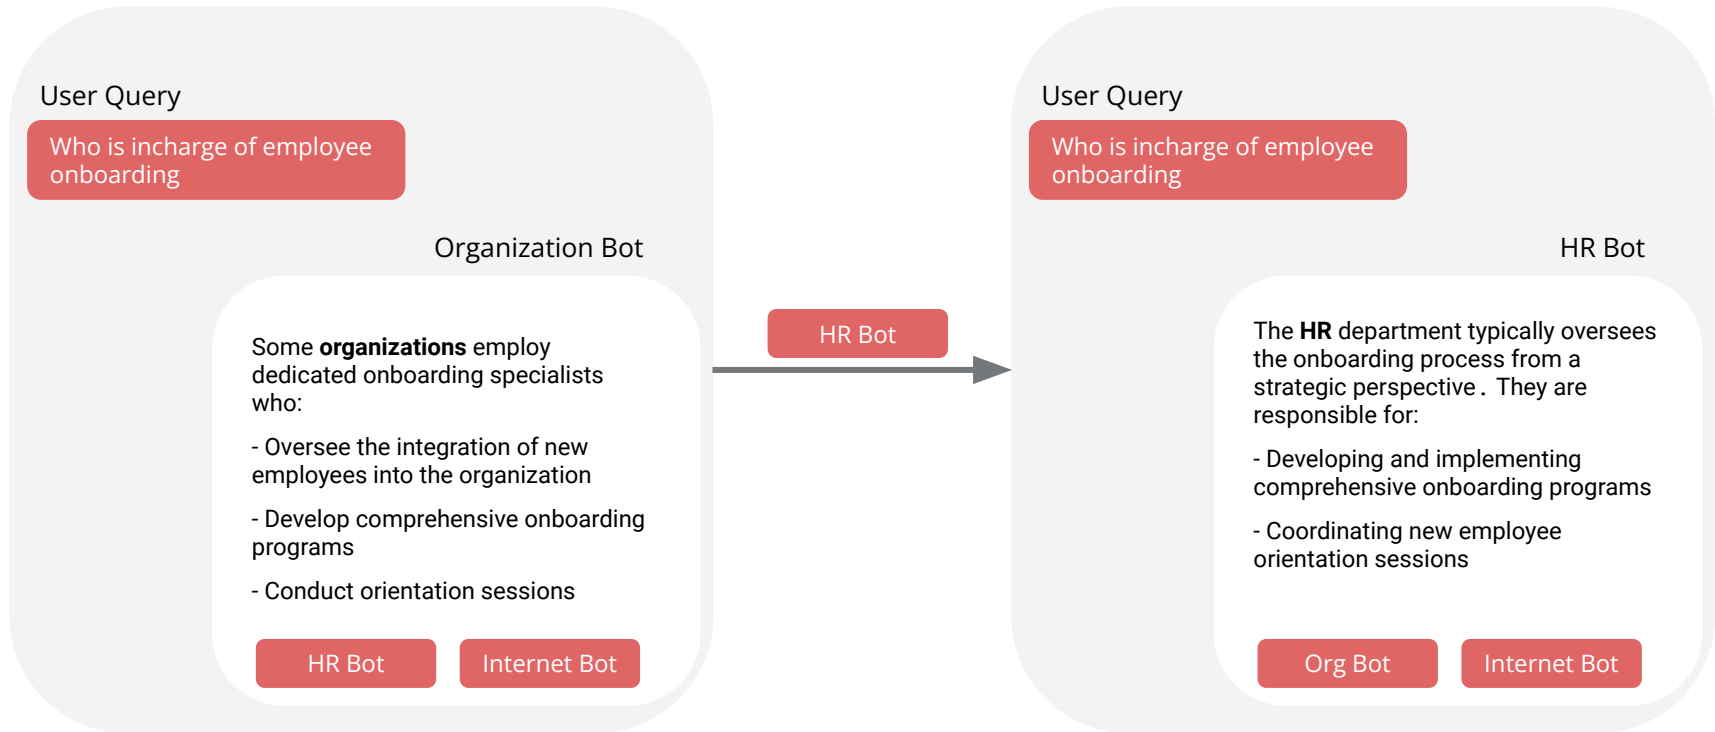 User Query
Who is incharge of employee
onboarding
Organization Bot
Some organizations employ
dedicated onboarding specialists
who:
- Oversee the integration of new
employees into the organization
- Develop comprehensive onboarding
programs
- Conduct orientation sessions
HR Bot
Internet Bot
HR Bot
User Query
Who is incharge of employee
onboarding
HR Bot
The HR department typically oversees
the onboarding process from a
strategic perspective. They are
responsible for:
- Developing and implementing
comprehensive onboarding programs
- Coordinating new employee
orientation sessions
Org Bot
Internet Bot